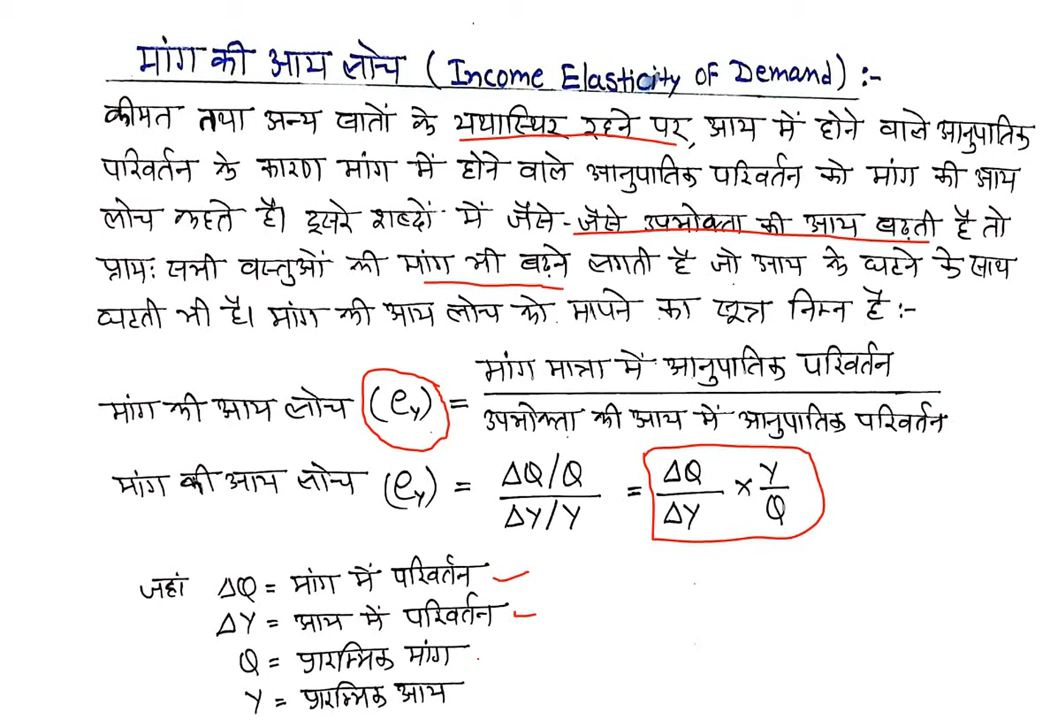 मांग की आय लोच (Income Elasticity of Demand) :-
कीमत तथा अन्य बातों के यथास्थिर रहने पर, आय में होने वाले आनुपातिक
परिवर्तन के कारण मांग में होने वाले आनुपातिक परिवर्तन को मांग की आय
लोच कहते है। दूसरे शब्दों में जैसे-जैसे उपभोक्ता की आय बढ़ती है तो
प्रायः सभी वस्तुओं की मांग भी बढ़ने लगती है जो आय के घटने के साथ
घटती भी है। मांग की आय लोच को मापने का सूत्र निम्न है :-
मांग की आय लोच (e_y) = मांग मात्रा में आनुपातिक परिवर्तन / उपभोक्ता की आय में आनुपातिक परिवर्तन
मांग की आय लोच (e_y) = ΔQ/Q / ΔY/Y = ΔQ/ΔY × Y/Q
जहां ΔQ = मांग में परिवर्तन
ΔY = आय में परिवर्तन
Q = प्रारम्भिक मांग
Y = प्रारम्भिक आय